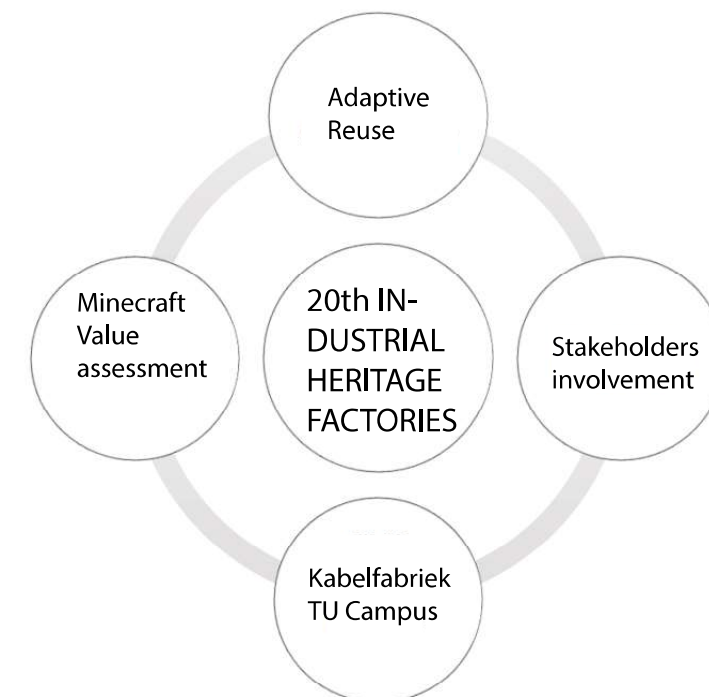 Adaptive
Reuse
Minecraft
Value
assessment
20th IN-
DUSTRIAL
HERITAGE
FACTORIES
Stakeholders
involvement
Kabelfabriek
TU Campus